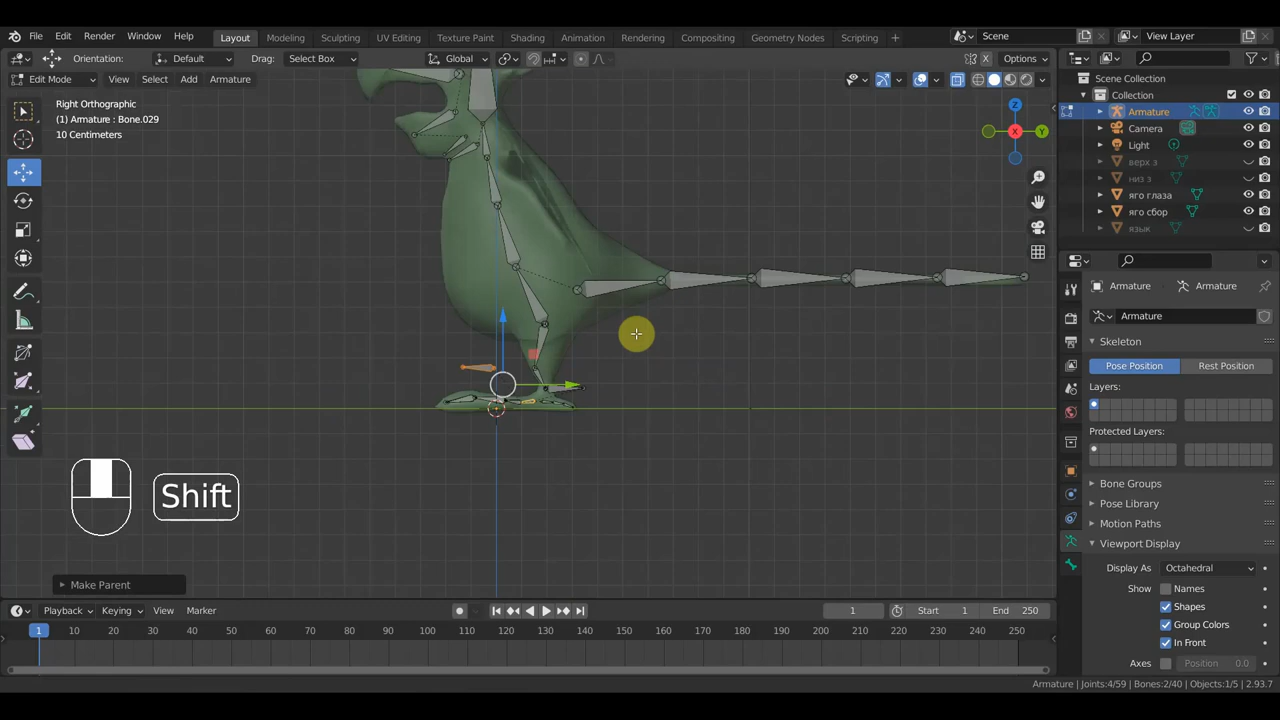 File Edit Render Window Help Layout Modeling Sculpting UV Editing Texture Paint Shading Animation Rendering Compositing Geometry Nodes Scripting + Scene View Layer
Orientation: Default Drag: Select Box Global X Options
Edit Mode View Select Add Armature
Right Orthographic
(1) Armature : Bone.029
10 Centimeters
Z
X
Y
Scene Collection
Collection
Armature
Camera
Light
верх з
низ з
яго глаза
яго сбор
язык
Armature Armature
Armature
Skeleton
Pose Position Rest Position
Layers:
Protected Layers:
Bone Groups
Pose Library
Motion Paths
Viewport Display
Display As Octahedral
Show Names
Shapes
Group Colors
In Front
Axes Position 0.0
Shift
Make Parent
Playback Keying View Marker 1 Start 1 End 250
1 10 20 30 40 50 60 70 80 90 100 110 120 130 140 150 160 170 180 190 200 210 220 230 240 250
Armature | Joints:4/59 | Bones:2/40 | Objects:1/5 | 2.93.7